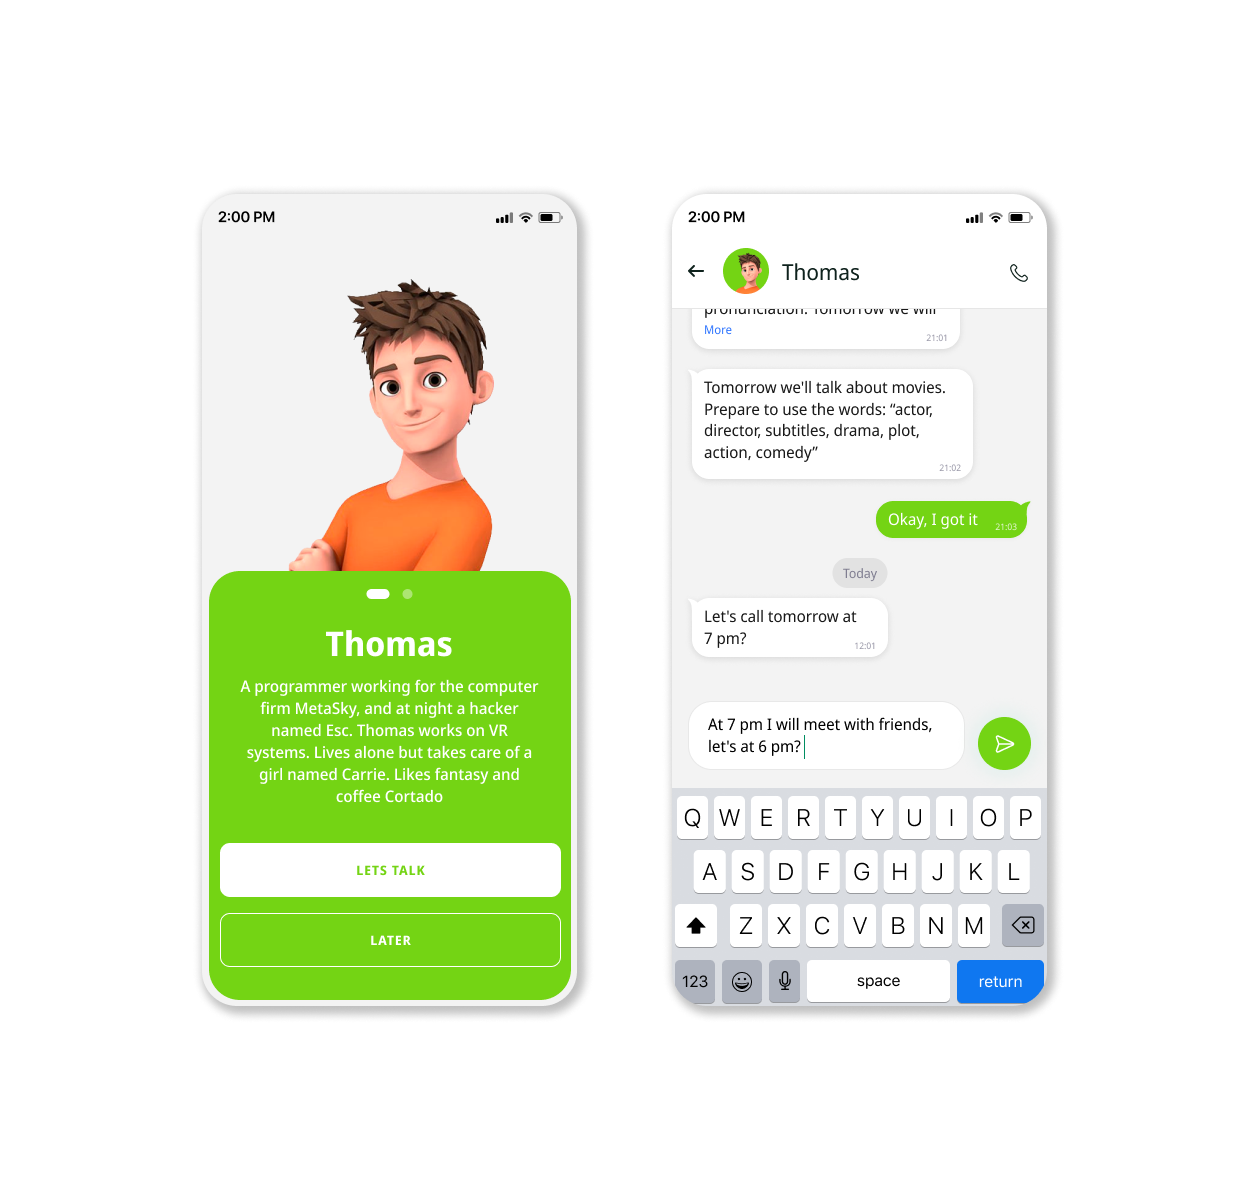 2:00 PM
Thomas
A programmer working for the computer
firm MetaSky, and at night a hacker
named Esc. Thomas works on VR
systems. Lives alone but takes care of a
girl named Carrie. Likes fantasy and
coffee Cortado
LETS TALK
LATER
2:00 PM
Thomas
pronunciation. Tomorrow we will
More
21:01
Tomorrow we'll talk about movies.
Prepare to use the words: “actor,
director, subtitles, drama, plot,
action, comedy”
21:02
Okay, I got it
21:03
Today
Let's call tomorrow at
7 pm?
12:01
At 7 pm I will meet with friends,
let's at 6 pm?
Q W E R T Y U I O P
A S D F G H J K L
Z X C V B N M
123 space return